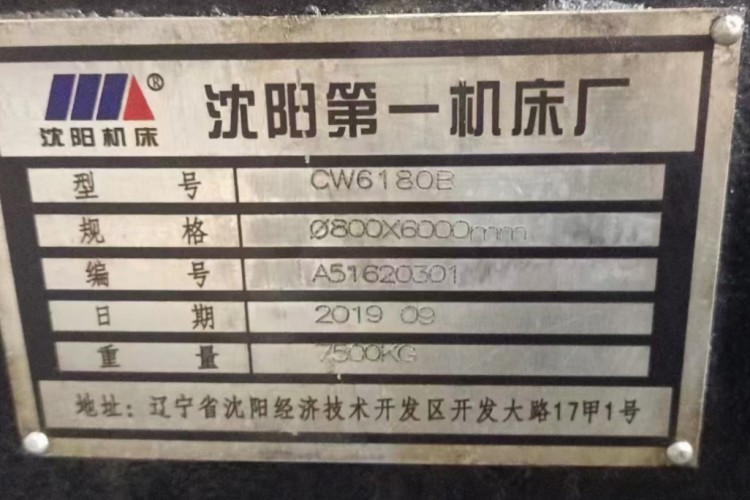 沈阳机床®
沈阳第一机床厂
型 号 CW6180B
规 格 Ø800X6000mm
编 号 A51620301
日 期 2019 09
重 量 7500KG
地址：辽宁省沈阳经济技术开发区开发大路17甲1号